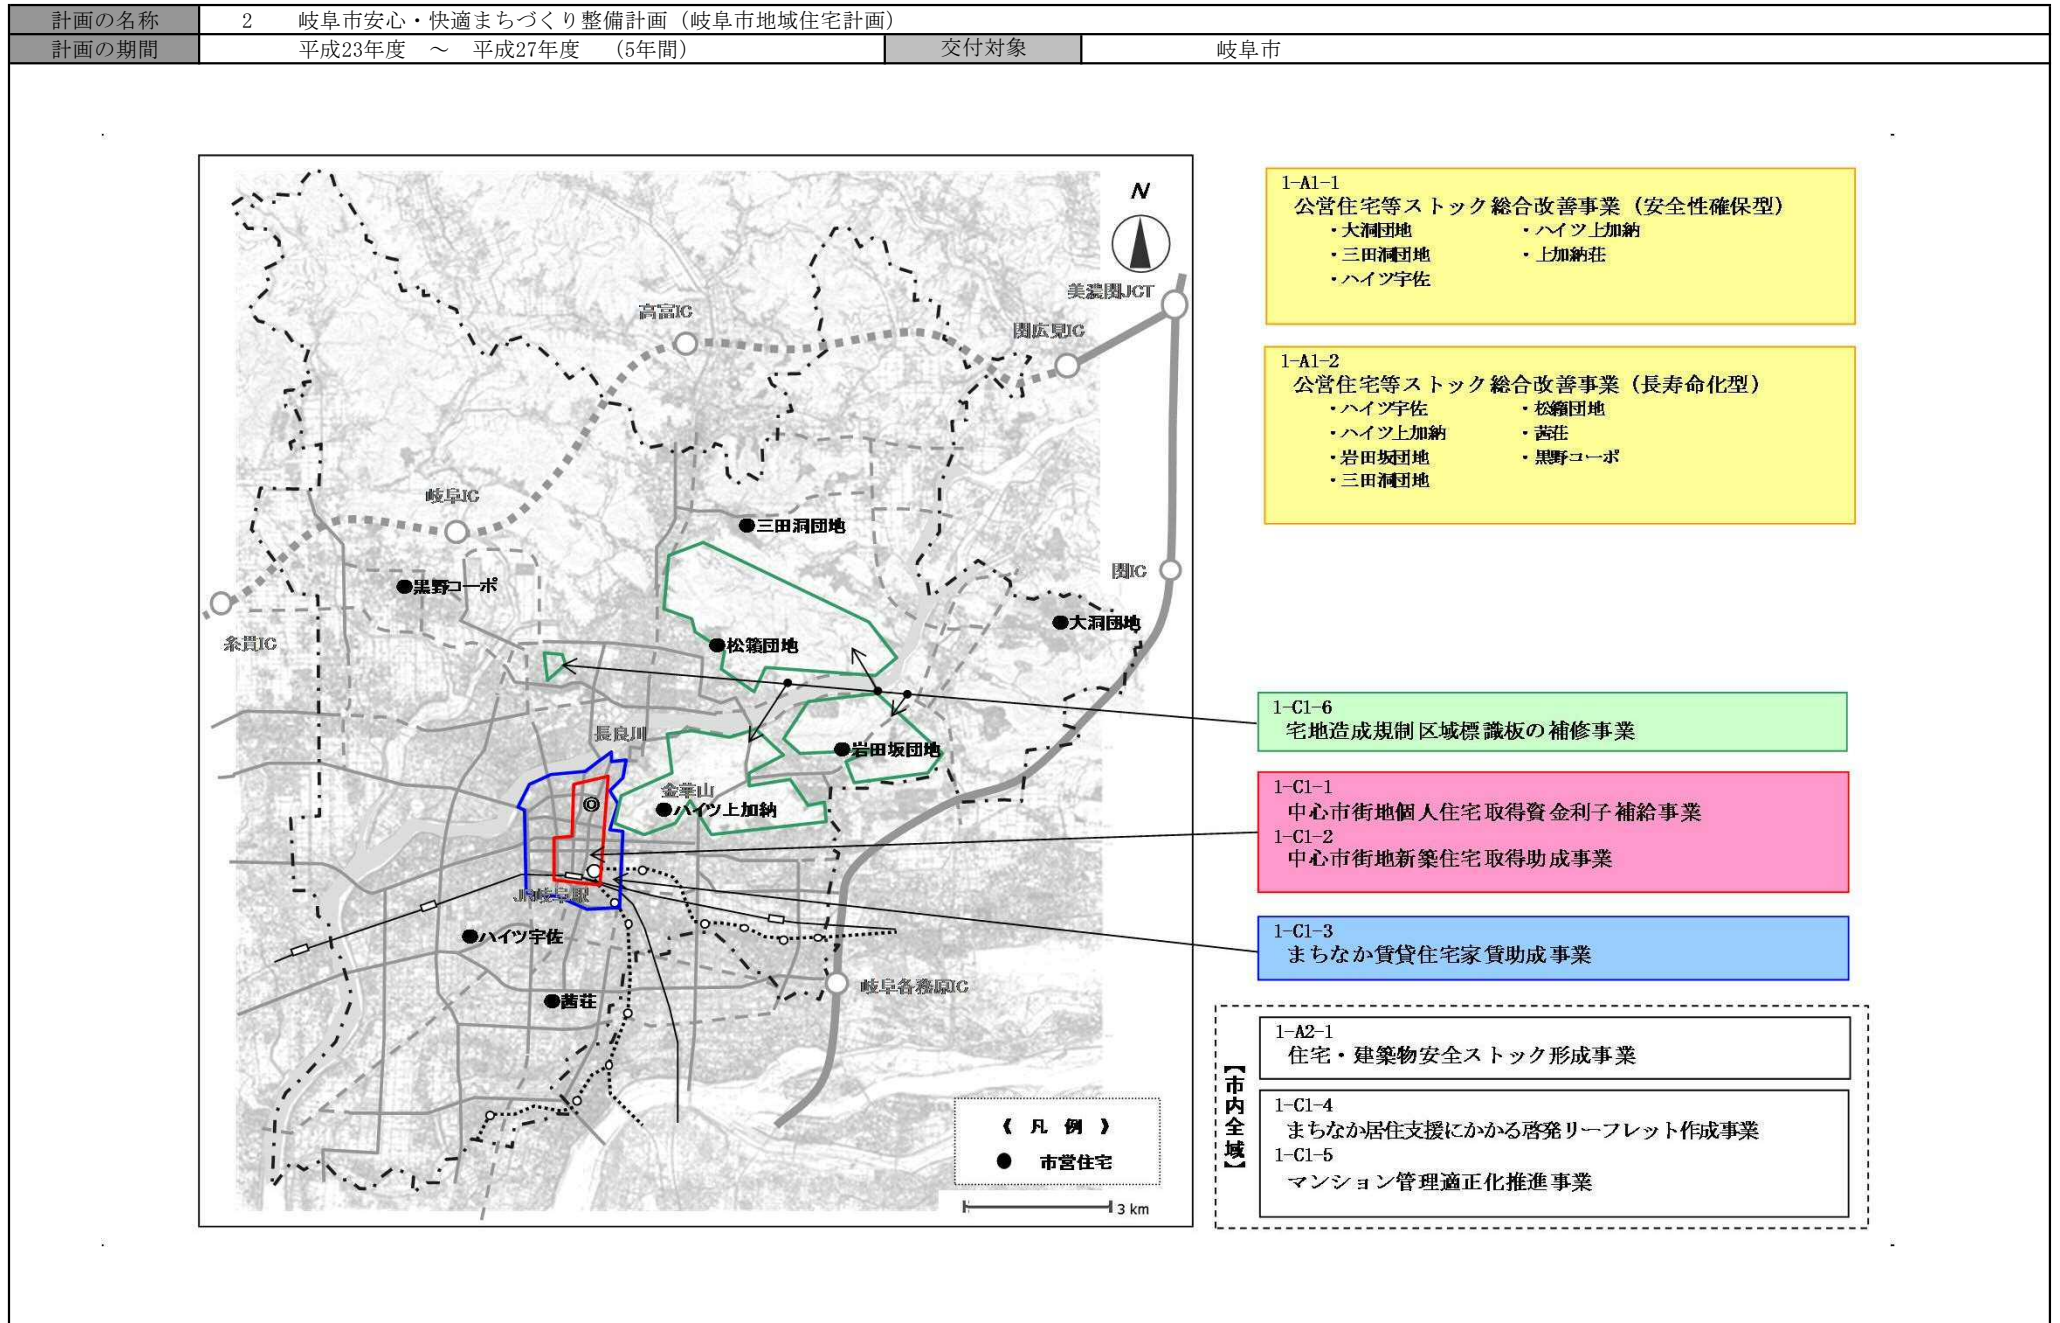 計画の名称 2 岐阜市安心・快適まちづくり整備計画（岐阜市地域住宅計画）
計画の期間 平成23年度 ～ 平成27年度 （5年間） 交付対象 岐阜市
N
美濃関JCT
高富IC
関広見IC
岐阜IC
三田洞団地
関IC
黒野コーポ
大洞団地
糸貫IC
松籟団地
長良川
岩田坂団地
金華山
ハイツ上加納
JR岐阜駅
ハイツ宇佐
岐阜各務原IC
茜荘
《 凡 例 》
● 市営住宅
3 km
1-A1-1
公営住宅等ストック総合改善事業（安全性確保型）
・大洞団地 ・ハイツ上加納
・三田洞団地 ・上加納荘
・ハイツ宇佐
1-A1-2
公営住宅等ストック総合改善事業（長寿命化型）
・ハイツ宇佐 ・松籟団地
・ハイツ上加納 ・茜荘
・岩田坂団地 ・黒野コーポ
・三田洞団地
1-C1-6
宅地造成規制区域標識板の補修事業
1-C1-1
中心市街地個人住宅取得資金利子補給事業
1-C1-2
中心市街地新築住宅取得助成事業
1-C1-3
まちなか賃貸住宅家賃助成事業
【市内全域】
1-A2-1
住宅・建築物安全ストック形成事業
1-C1-4
まちなか居住支援にかかる啓発リーフレット作成事業
1-C1-5
マンション管理適正化推進事業